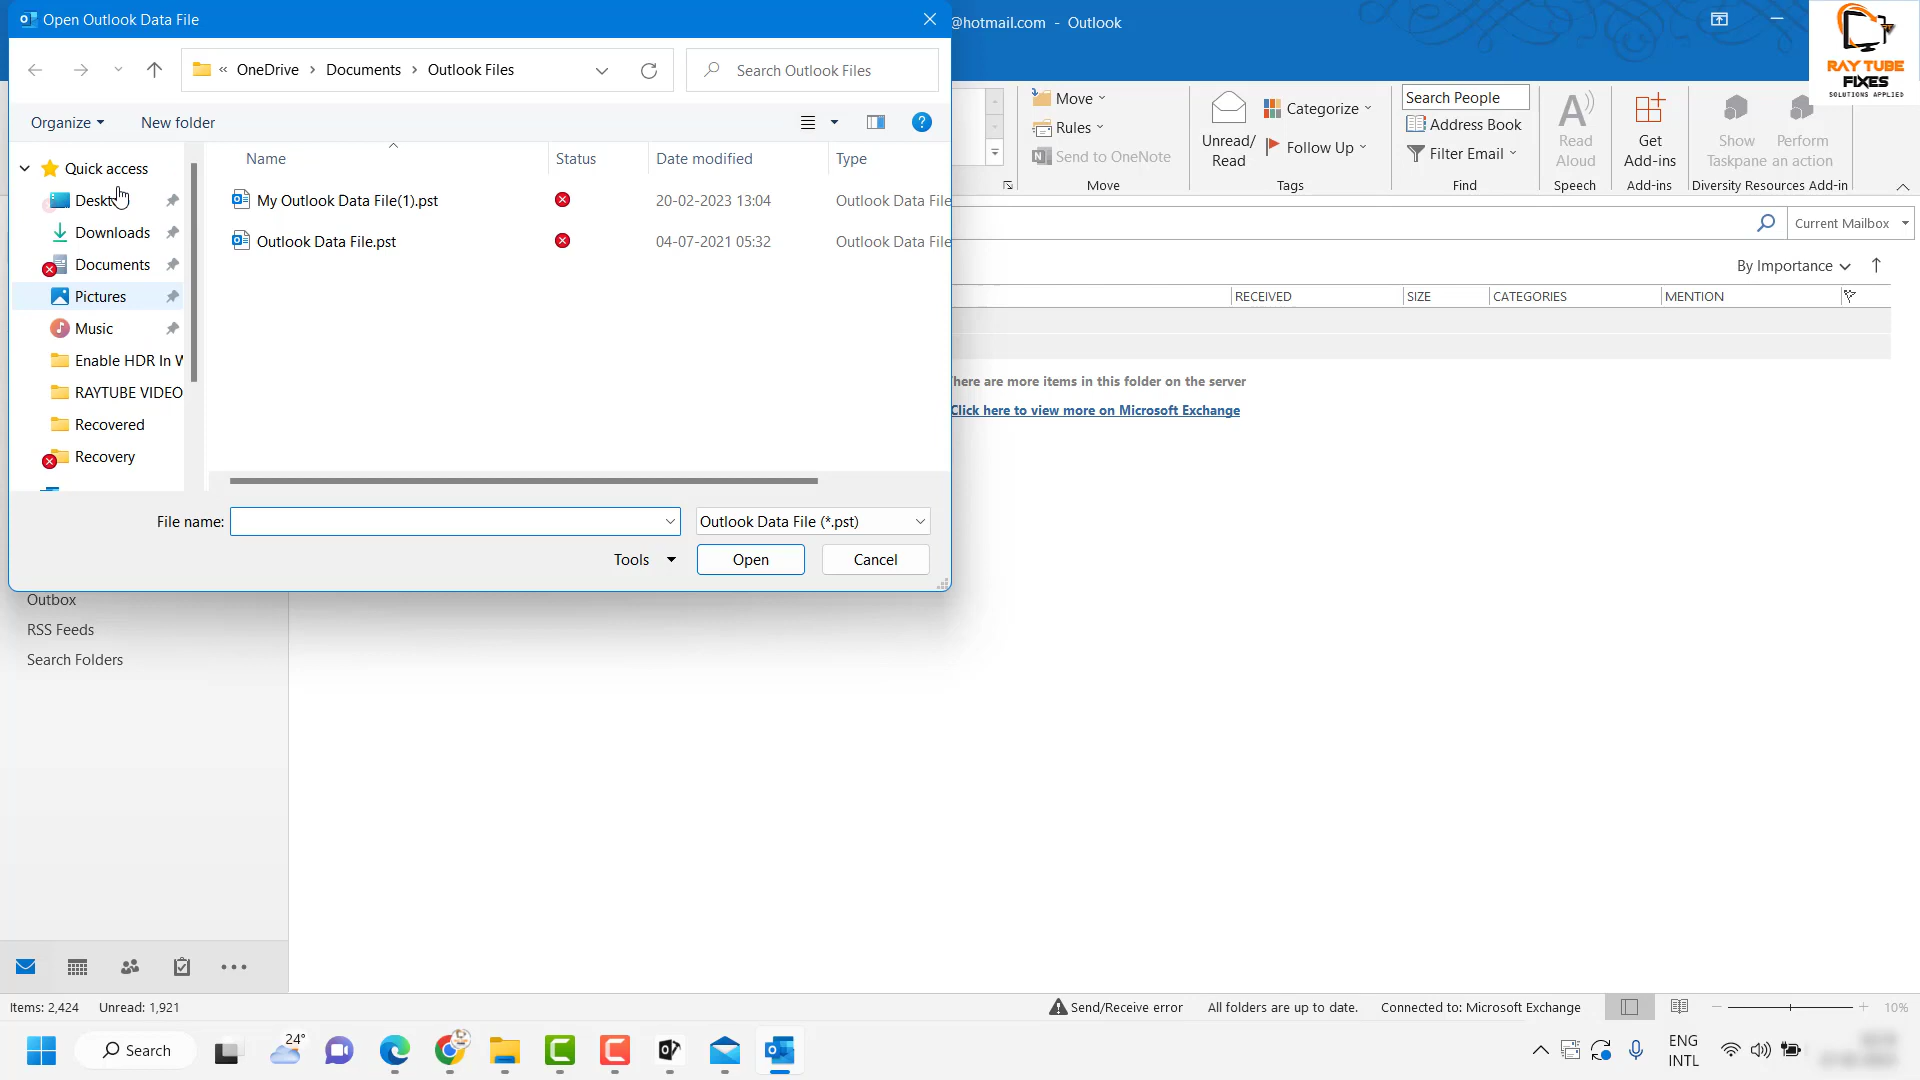 Open Outlook Data File
@hotmail.com - Outlook
RAY TUBE
FIXES
SOLUTIONS APPLIED
« OneDrive > Documents > Outlook Files
Search Outlook Files
Organize
New folder
Quick access
Desk
Downloads
Documents
Pictures
Music
Enable HDR In W
RAYTUBE VIDEO
Recovered
Recovery
Name Status Date modified Type
My Outlook Data File(1).pst 20-02-2023 13:04 Outlook Data File
Outlook Data File.pst 04-07-2021 05:32 Outlook Data File
File name:
Outlook Data File (*.pst)
Tools Open Cancel
Move
Rules
Send to OneNote
Move
Unread/
Read
Categorize
Follow Up
Tags
Search People
Address Book
Filter Email
Find
Read
Aloud
Speech
Get
Add-ins
Add-ins
Show
Taskpane
Perform
an action
Diversity Resources Add-in
Current Mailbox
By Importance
RECEIVED SIZE CATEGORIES MENTION
here are more items in this folder on the server
Click here to view more on Microsoft Exchange
Outbox
RSS Feeds
Search Folders
Items: 2,424 Unread: 1,921
Send/Receive error All folders are up to date. Connected to: Microsoft Exchange 10%
Search
24°
ENG
INTL